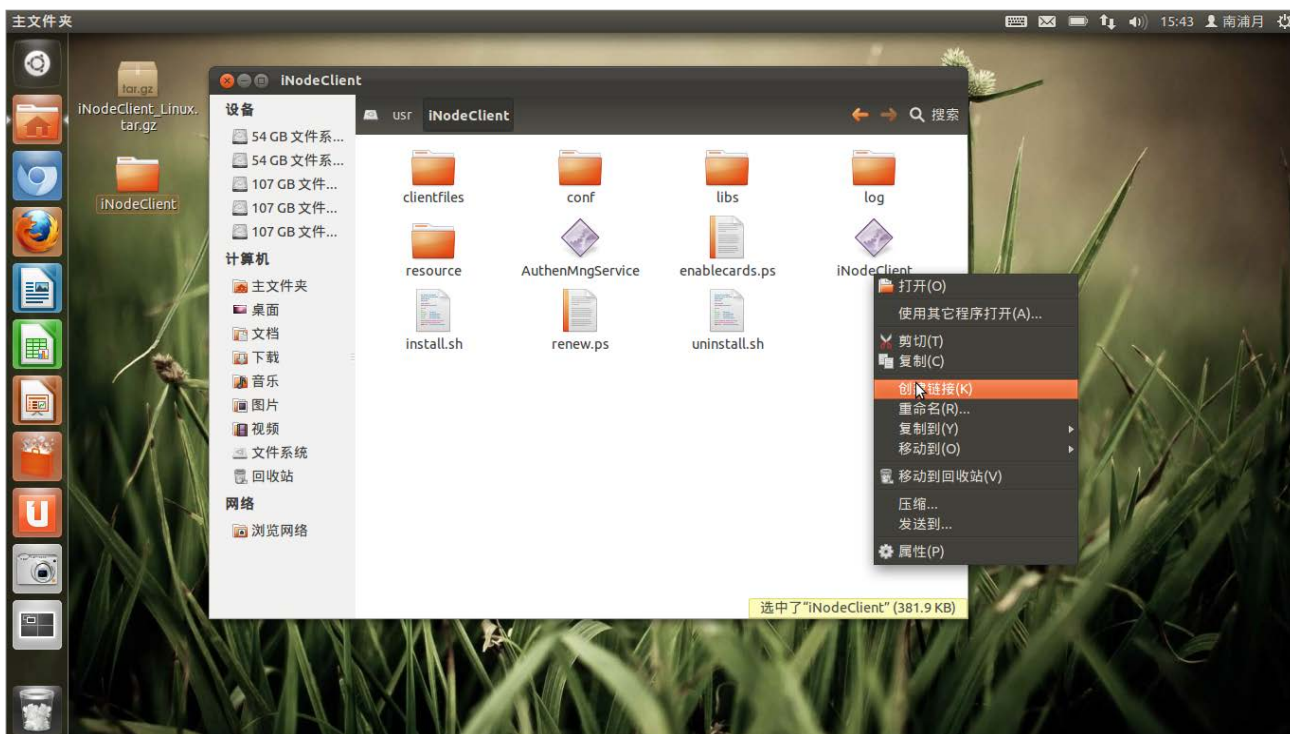 主文件夹
15:43 南浦月
tar.gz
iNodeClient_Linux.
tar.gz
iNodeClient
iNodeClient
usr iNodeClient 搜索
设备
54 GB 文件系...
54 GB 文件系...
107 GB 文件...
107 GB 文件...
107 GB 文件...
计算机
主文件夹
桌面
文档
下载
音乐
图片
视频
文件系统
回收站
网络
浏览网络
clientfiles
conf
libs
log
resource
AuthenMngService
enablecards.ps
iNodeClient
install.sh
renew.ps
uninstall.sh
打开(O)
使用其它程序打开(A)...
剪切(T)
复制(C)
创建链接(K)
重命名(R)...
复制到(Y)
移动到(O)
移动到回收站(V)
压缩...
发送到...
属性(P)
选中了"iNodeClient" (381.9 KB)